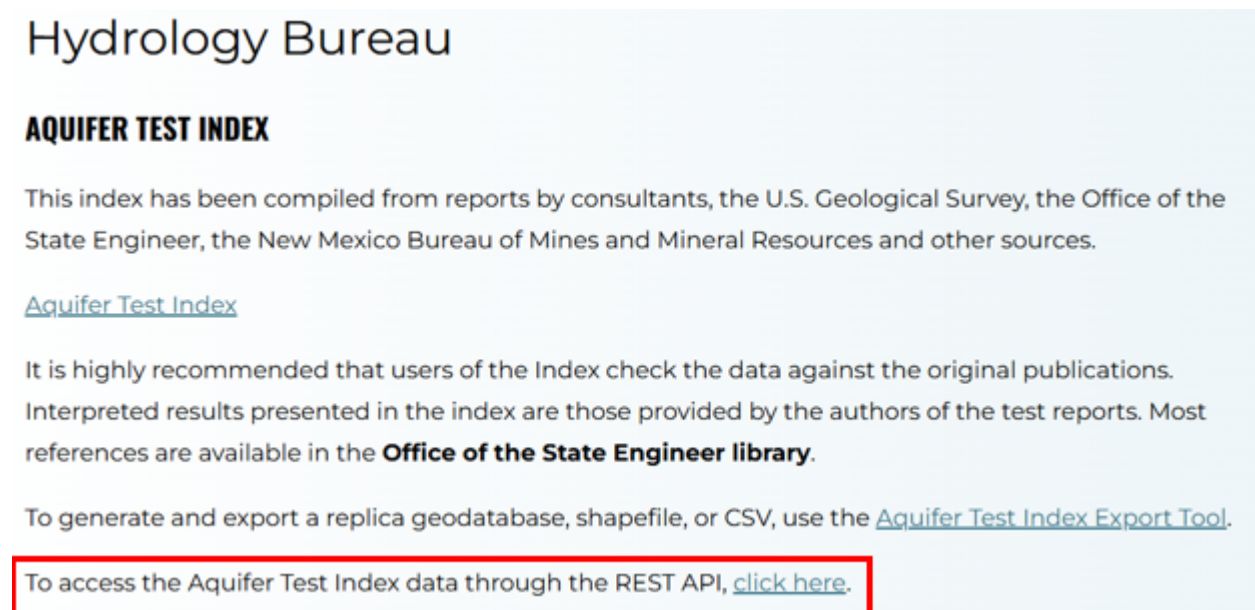 Hydrology Bureau
AQUIFER TEST INDEX
This index has been compiled from reports by consultants, the U.S. Geological Survey, the Office of the
State Engineer, the New Mexico Bureau of Mines and Mineral Resources and other sources.
Aquifer Test Index
It is highly recommended that users of the Index check the data against the original publications.
Interpreted results presented in the index are those provided by the authors of the test reports. Most
references are available in the Office of the State Engineer library.
To generate and export a replica geodatabase, shapefile, or CSV, use the Aquifer Test Index Export Tool.
To access the Aquifer Test Index data through the REST API, click here.